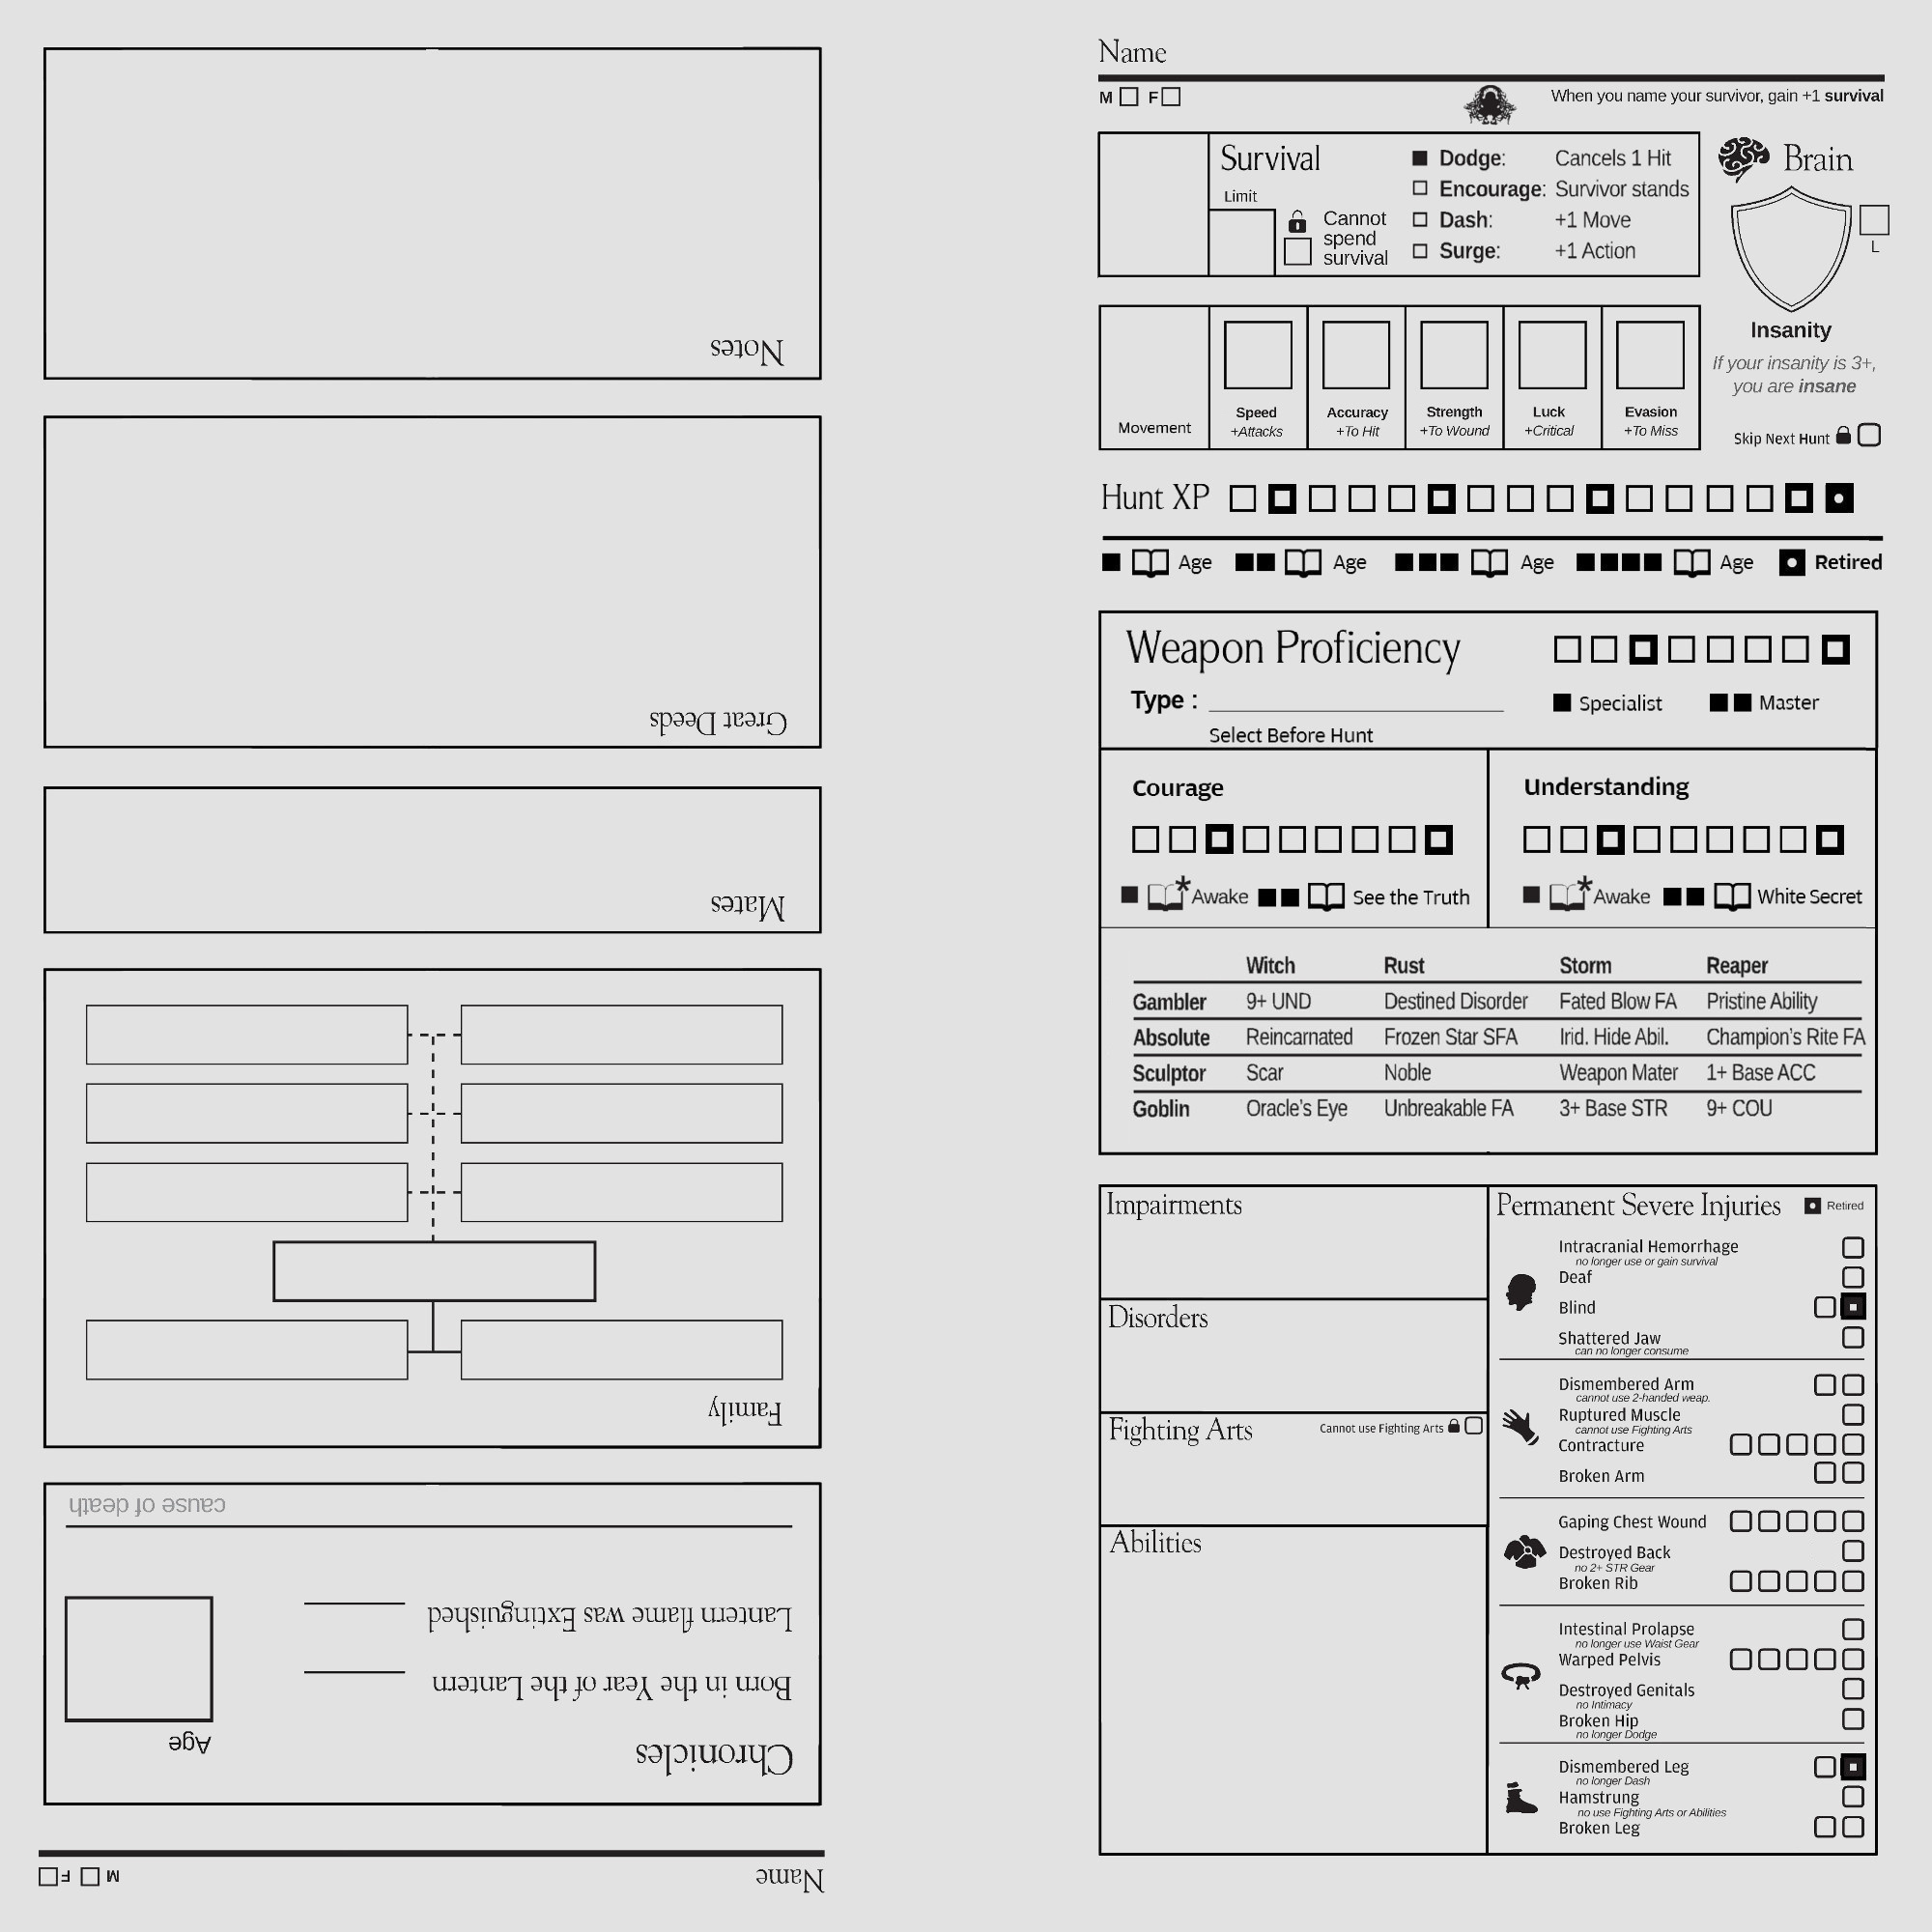 Name
M F
When you name your survivor, gain +1 survival
Survival
Limit
Cannot
spend
survival
Dodge: Cancels 1 Hit
Encourage: Survivor stands
Dash: +1 Move
Surge: +1 Action
Brain
L
Insanity
If your insanity is 3+,
you are insane
Skip Next Hunt
Movement
Speed
+Attacks
Accuracy
+To Hit
Strength
+To Wound
Luck
+Critical
Evasion
+To Miss
Hunt XP
Age Age Age Age Retired
Weapon Proficiency
Type :
Select Before Hunt
Specialist Master
Courage
* Awake See the Truth
Understanding
* Awake White Secret
Witch Rust Storm Reaper
Gambler 9+ UND Destined Disorder Fated Blow FA Pristine Ability
Absolute Reincarnated Frozen Star SFA Irid. Hide Abil. Champion's Rite FA
Sculptor Scar Noble Weapon Mater 1+ Base ACC
Goblin Oracle's Eye Unbreakable FA 3+ Base STR 9+ COU
Impairments
Disorders
Fighting Arts
Cannot use Fighting Arts
Abilities
Permanent Severe Injuries
Retired
Intracranial Hemorrhage
no longer use or gain survival
Deaf
Blind
Shattered Jaw
can no longer consume
Dismembered Arm
cannot use 2-handed weap.
Ruptured Muscle
cannot use Fighting Arts
Contracture
Broken Arm
Gaping Chest Wound
Destroyed Back
no 2+ STR Gear
Broken Rib
Intestinal Prolapse
no longer use Waist Gear
Warped Pelvis
Destroyed Genitals
no Intimacy
Broken Hip
no longer Dodge
Dismembered Leg
no longer Dash
Hamstrung
no use Fighting Arts or Abilities
Broken Leg
Name
M F
Chronicles
Age
Born in the Year of the Lantern
Lantern flame was Extinguished
cause of death
Family
Mates
Great Deeds
Notes